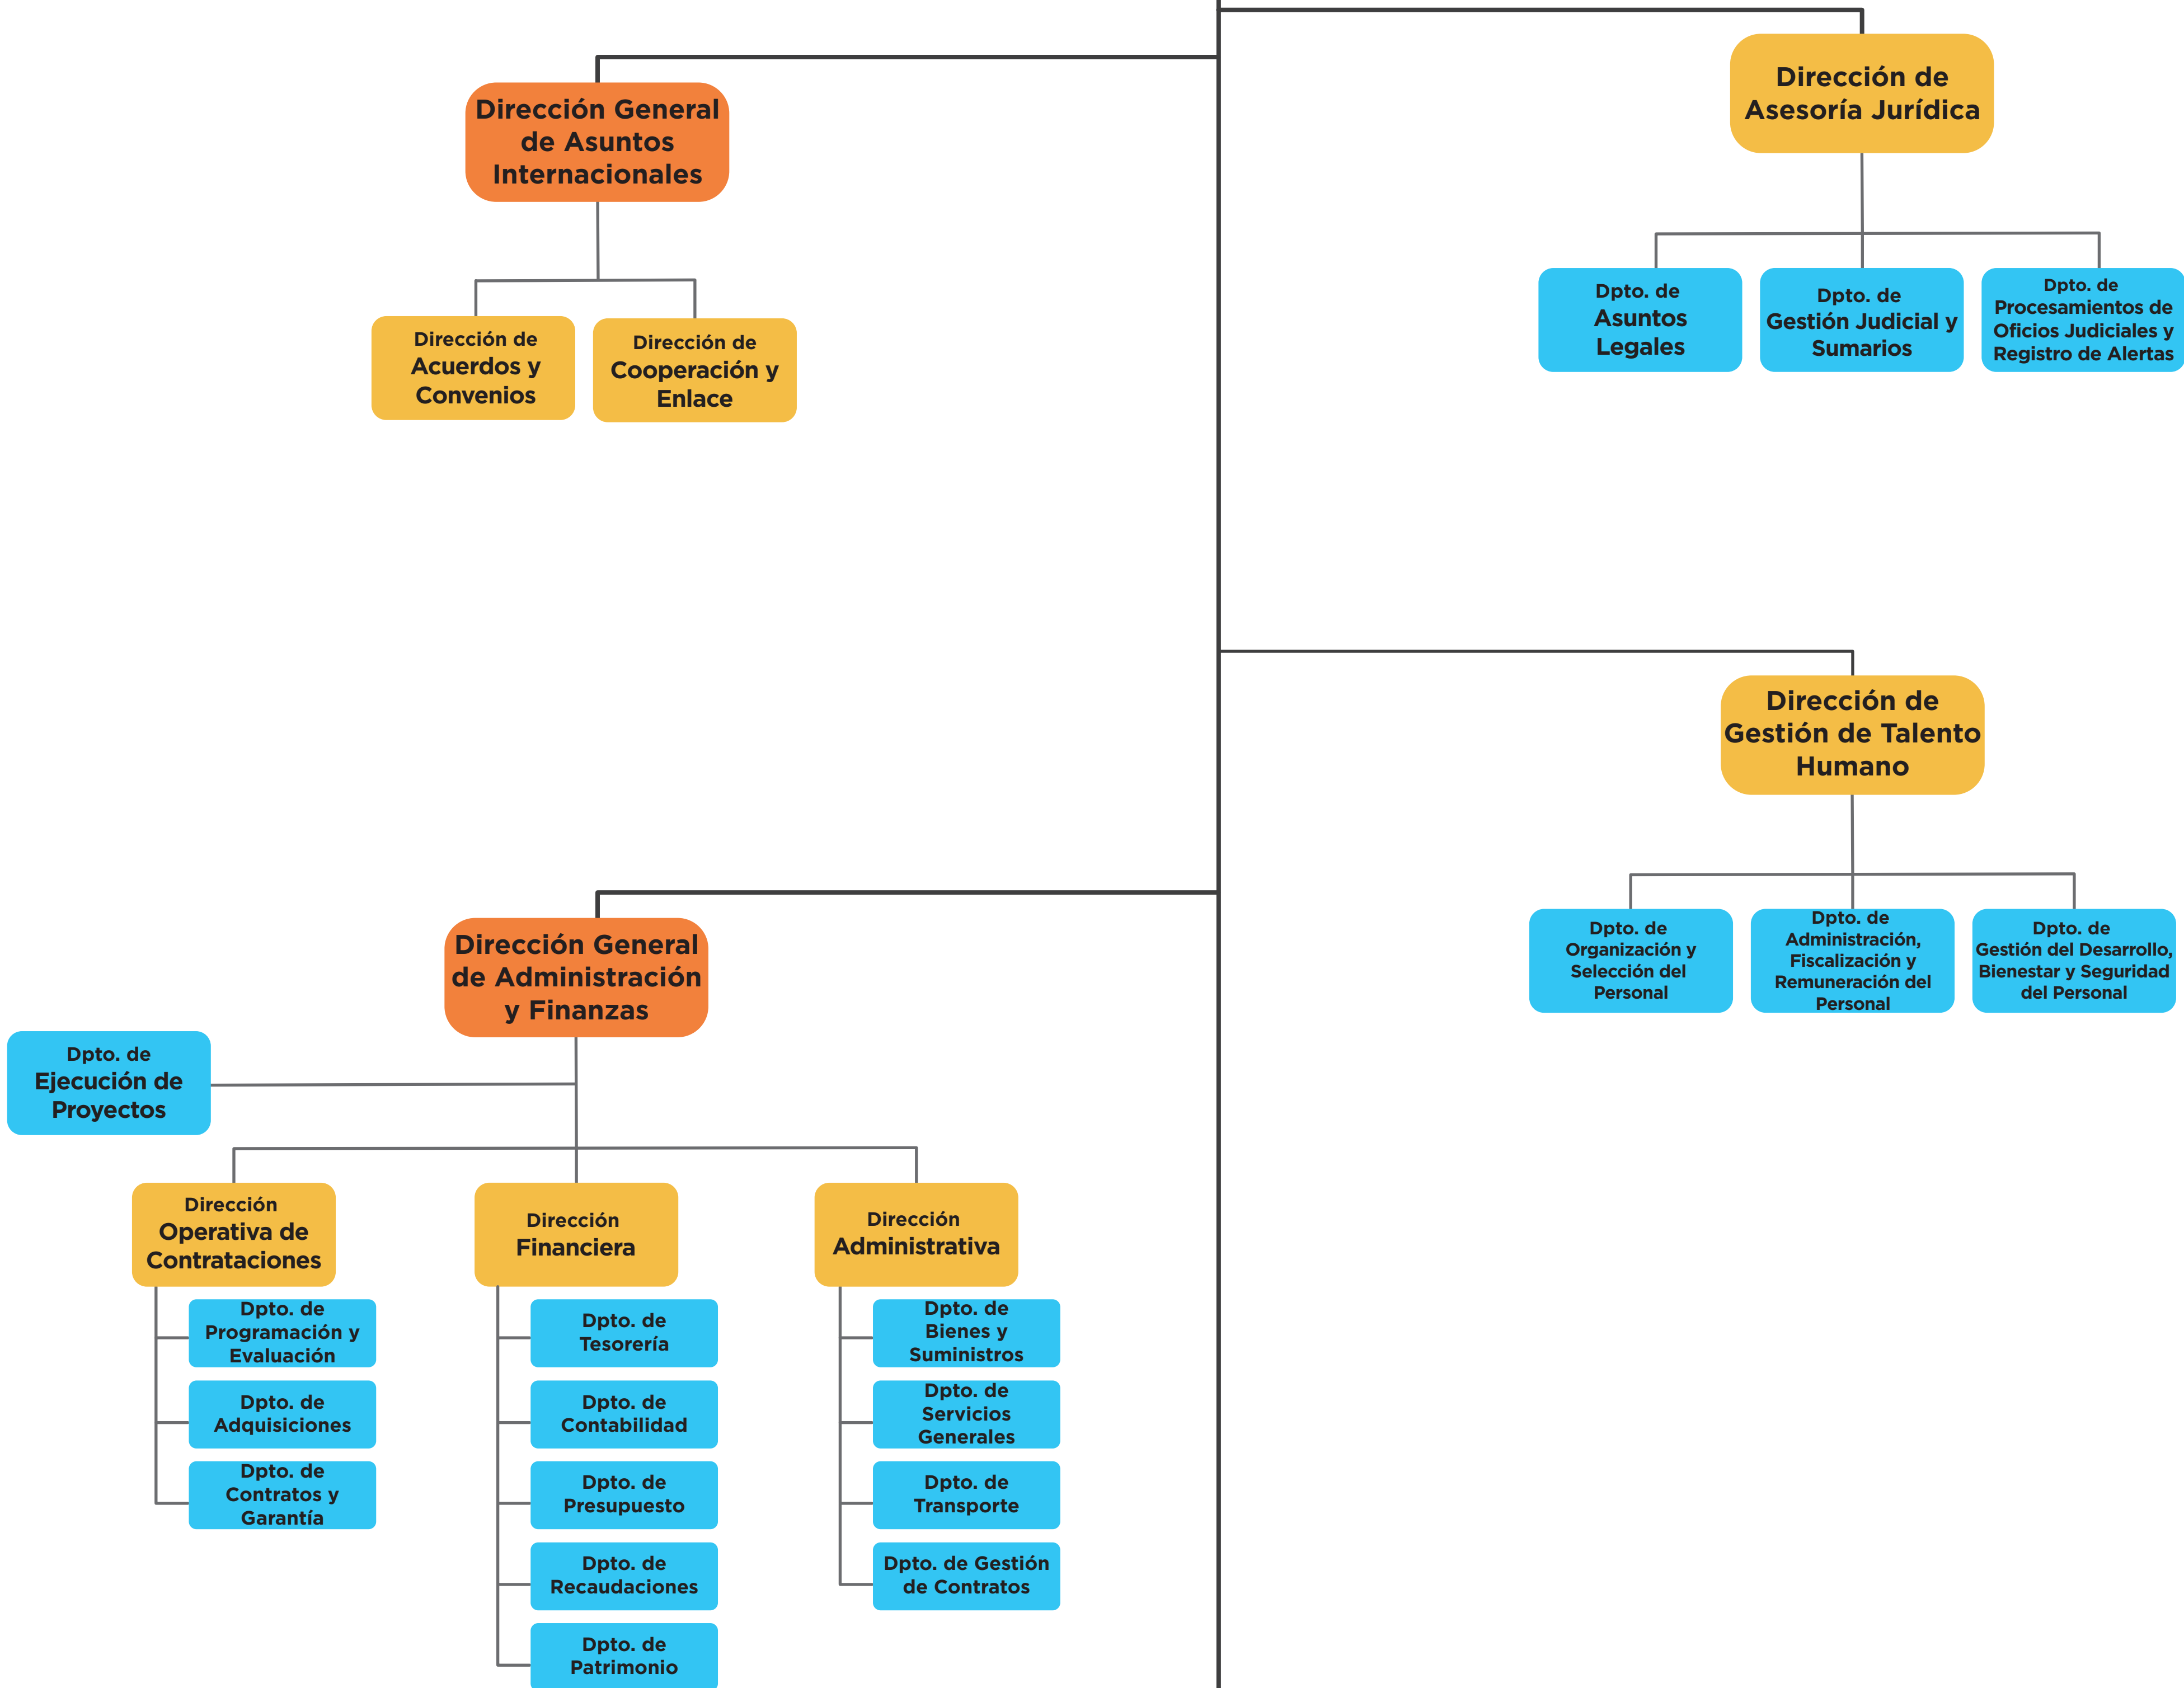 Dirección General
de Asuntos
Internacionales
Dirección de
Acuerdos y
Convenios
Dirección de
Cooperación y
Enlace
Dirección de
Asesoría Jurídica
Dpto. de
Asuntos
Legales
Dpto. de
Gestión Judicial y
Sumarios
Dpto. de
Procesamientos de
Oficios Judiciales y
Registro de Alertas
Dirección de
Gestión de Talento
Humano
Dpto. de
Organización y
Selección del
Personal
Dpto. de
Administración,
Fiscalización y
Remuneración del
Personal
Dpto. de
Gestión del Desarrollo,
Bienestar y Seguridad
del Personal
Dirección General
de Administración
y Finanzas
Dpto. de
Ejecución de
Proyectos
Dirección
Operativa de
Contrataciones
Dpto. de
Programación y
Evaluación
Dpto. de
Adquisiciones
Dpto. de
Contratos y
Garantía
Dirección
Financiera
Dpto. de
Tesorería
Dpto. de
Contabilidad
Dpto. de
Presupuesto
Dpto. de
Recaudaciones
Dpto. de
Patrimonio
Dirección
Administrativa
Dpto. de
Bienes y
Suministros
Dpto. de
Servicios
Generales
Dpto. de
Transporte
Dpto. de Gestión
de Contratos